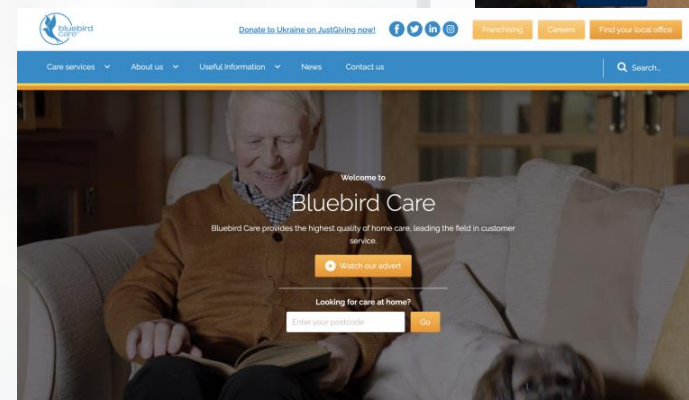 bluebird
care
Donate to Ukraine on JustGiving now!
Franchising
Careers
Find your local office
Care services
About us
Useful Information
News
Contact us
Search...
Welcome to
Bluebird Care
Bluebird Care provides the highest quality of home care, leading the field in customer
service.
Watch our advert
Looking for care at home?
Enter your postcode
Go